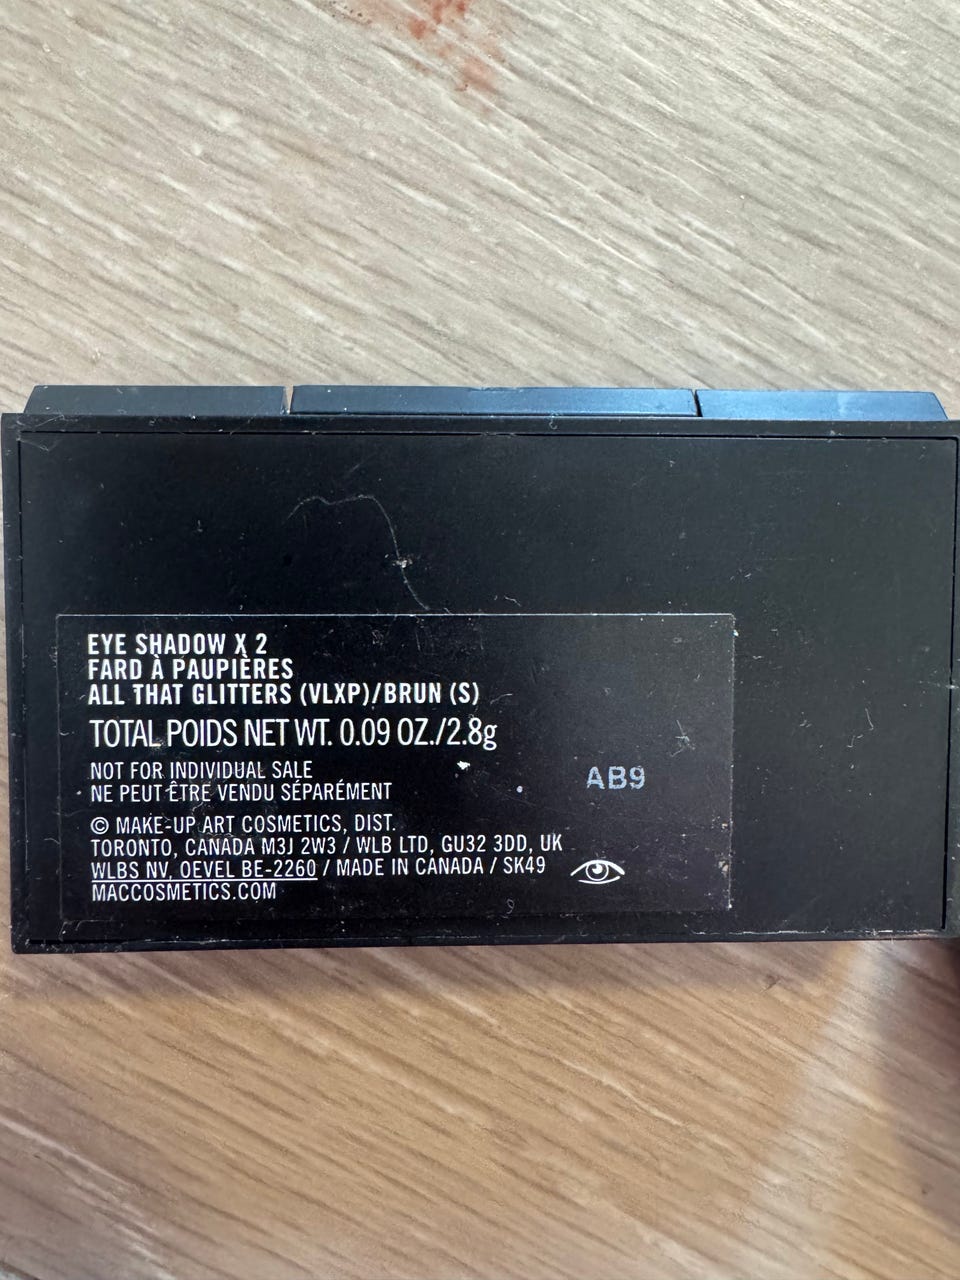 EYE SHADOW X 2
FARD À PAUPIÈRES
ALL THAT GLITTERS (VLXP)/BRUN (S)
TOTAL POIDS NET WT. 0.09 OZ./2.8g
NOT FOR INDIVIDUAL SALE
NE PEUT ÊTRE VENDU SÉPARÉMENT
AB9
© MAKE-UP ART COSMETICS, DIST.
TORONTO, CANADA M3J 2W3 / WLB LTD, GU32 3DD, UK
WLBS NV, OEVEL BE-2260 / MADE IN CANADA / SK49
MACCOSMETICS.COM